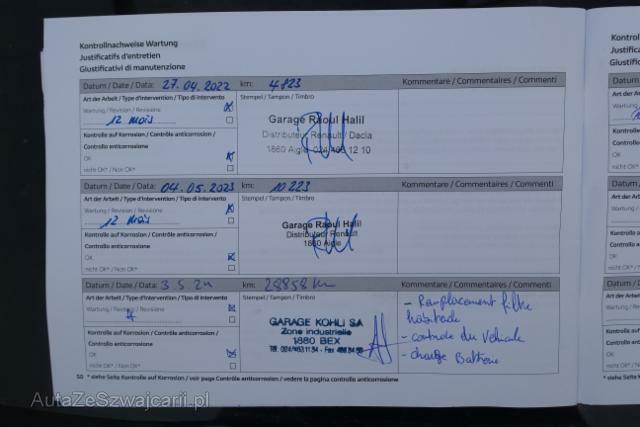 Kontrollnachweise Wartung
Justificatifs d'entretien
Giustificativi di manutenzione
Datum / Date / Data: 27.04.2022 km: 4823 Kommentare / Commentaires / Commenti
Art der Arbeit / Type d'intervention / Tipo di intervento
Stempel / Tampon / Timbro
Wartung / Revision / Revisione
12 mois
Kontrolle auf Korrosion / Contrôle anticorrosion /
Controllo anticorrosione
OK
nicht OK* / Non OK*
Garage Raoul Halil
Distributeur Renault / Dacia
1860 Aigle 024 466 12 10
Datum / Date / Data: 04.05.2023 km: 10223 Kommentare / Commentaires / Commenti
Art der Arbeit / Type d'intervention / Tipo di intervento
Stempel / Tampon / Timbro
Wartung / Revision / Revisione
12 mois
Kontrolle auf Korrosion / Contrôle anticorrosion /
Controllo anticorrosione
OK
nicht OK* / Non OK*
Garage Raoul Halil
Distributeur Renault
1860 Aigle
Datum / Date / Data: 3.5.24 km: 28858 km Kommentare / Commentaires / Commenti
Art der Arbeit / Type d'intervention / Tipo di intervento
Stempel / Tampon / Timbro
Wartung / Revision / Revisione
Kontrolle auf Korrosion / Contrôle anticorrosion /
Controllo anticorrosione
OK
nicht OK* / Non OK*
GARAGE KOHLI SA
Zone industrielle
1880 BEX
- Remplacement filtre
habitacle
- controle du véhicule
- charge Batterie
50 * siehe Seite Kontrolle auf Korrosion / voir page Contrôle anticorrosion / vedere la pagina controllo anticorrosione
AutaZeSzwajcarii.pl